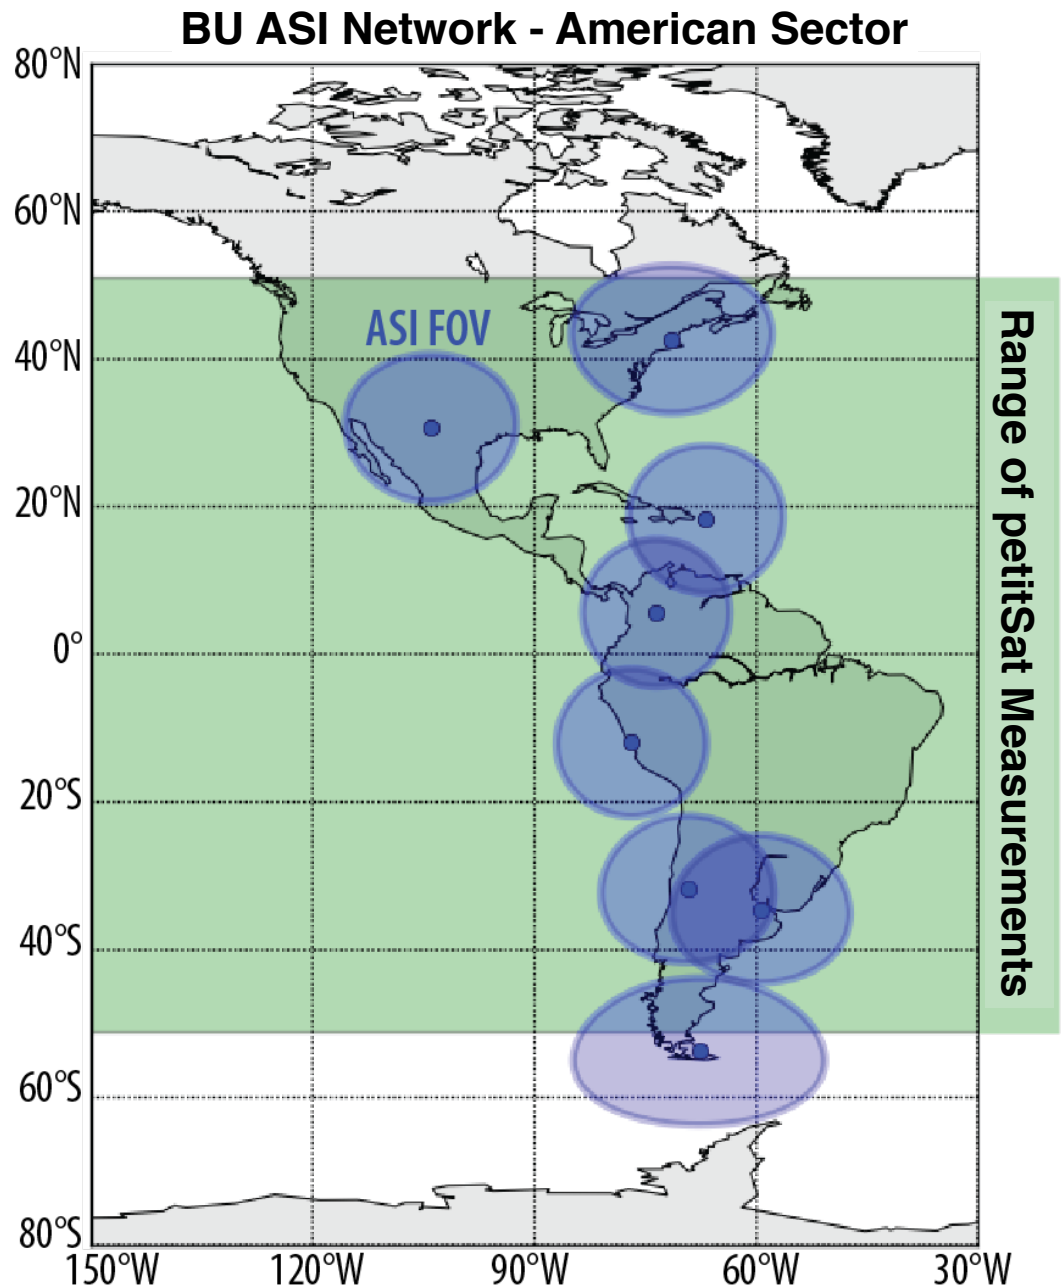 BU ASI Network - American Sector
80°N
60°N
40°N
20°N
0°
20°S
40°S
60°S
80°S
150°W
120°W
90°W
60°W
30°W
ASI FOV
Range of petitSat Measurements